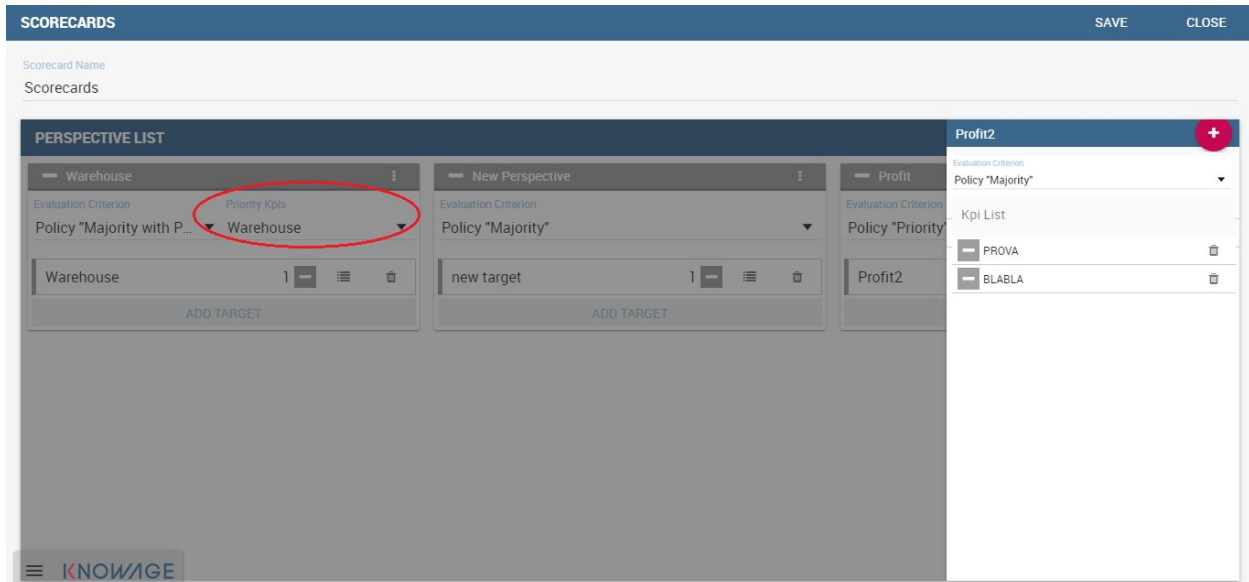 SCORECARDS SAVE CLOSE
Scorecard Name
Scorecards
PERSPECTIVE LIST
Warehouse
Evaluation Criterion Priority Kpis
Policy "Majority with P... Warehouse
Warehouse 1
ADD TARGET
New Perspective
Evaluation Criterion
Policy "Majority"
new target 1
ADD TARGET
Profit
Evaluation Criterion
Policy "Priority"
Profit2
Profit2 +
Evaluation Criterion
Policy "Majority"
Kpi List
PROVA
BLABLA
KNOWAGE